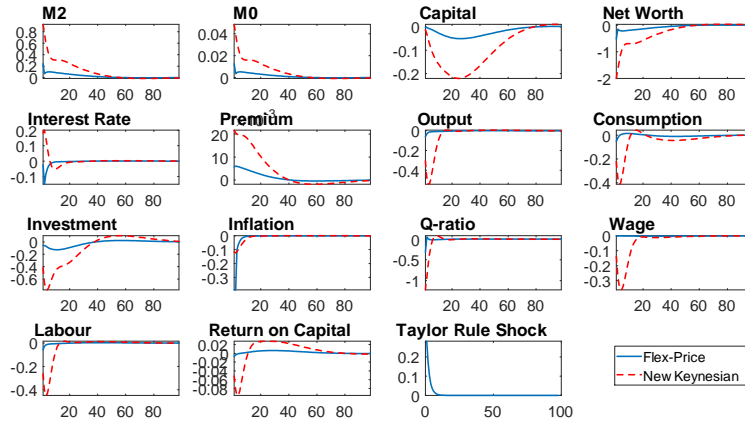 M2
0.8
0.6
0.4
0.2
0
20 40 60 80
M0
0.04
0.02
0
20 40 60 80
Capital
0
-0.1
-0.2
20 40 60 80
Net Worth
0
-1
-2
20 40 60 80
Interest Rate
0.2
0.1
0
-0.1
20 40 60 80
Premium
20
10
0
20 40 60 80
Output
0
-0.2
-0.4
20 40 60 80
Consumption
0
-0.2
-0.4
20 40 60 80
Investment
0
-0.2
-0.4
-0.6
20 40 60 80
Inflation
0
-0.1
-0.2
-0.3
20 40 60 80
Q-ratio
0
-0.5
-1
20 40 60 80
Wage
0
-0.1
-0.2
-0.3
20 40 60 80
Labour
0
-0.2
-0.4
20 40 60 80
Return on Capital
0.02
0
-0.02
-0.04
-0.06
-0.08
20 40 60 80
Taylor Rule Shock
0.2
0.1
0
0 50 100
Flex-Price
New Keynesian